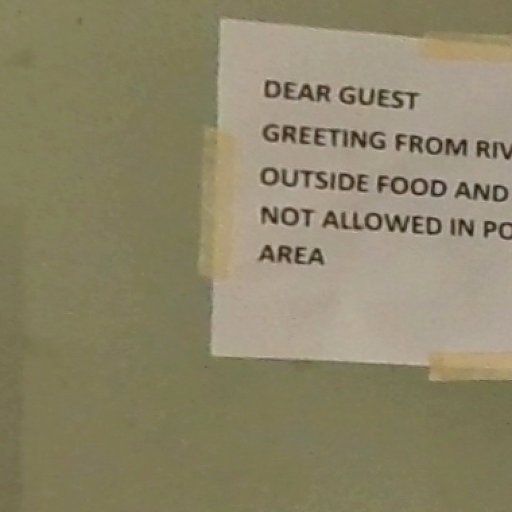 DEAR GUEST
GREETING FROM RIV
OUTSIDE FOOD AND
NOT ALLOWED IN PO
AREA